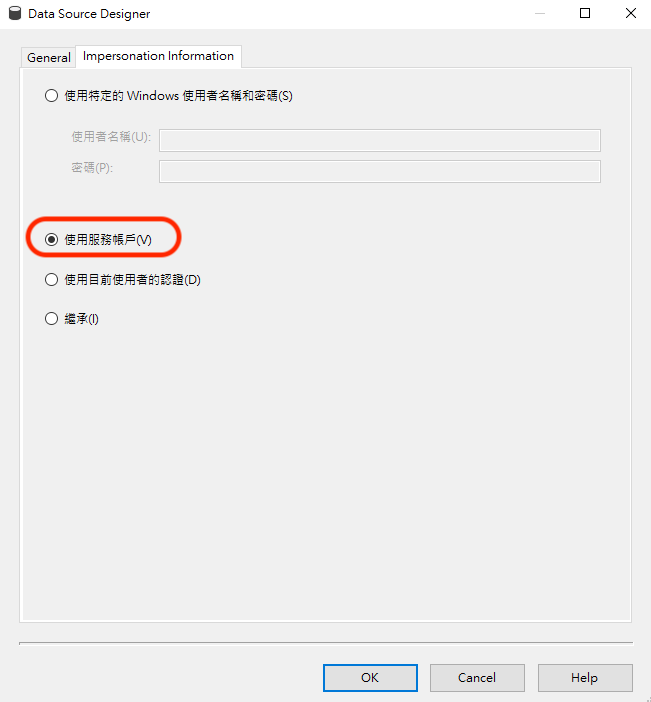 Data Source Designer
General
Impersonation Information
使用特定的 Windows 使用者名稱和密碼(S)
使用者名稱(U):
密碼(P):
使用服務帳戶(V)
使用目前使用者的認證(D)
繼承(I)
OK
Cancel
Help